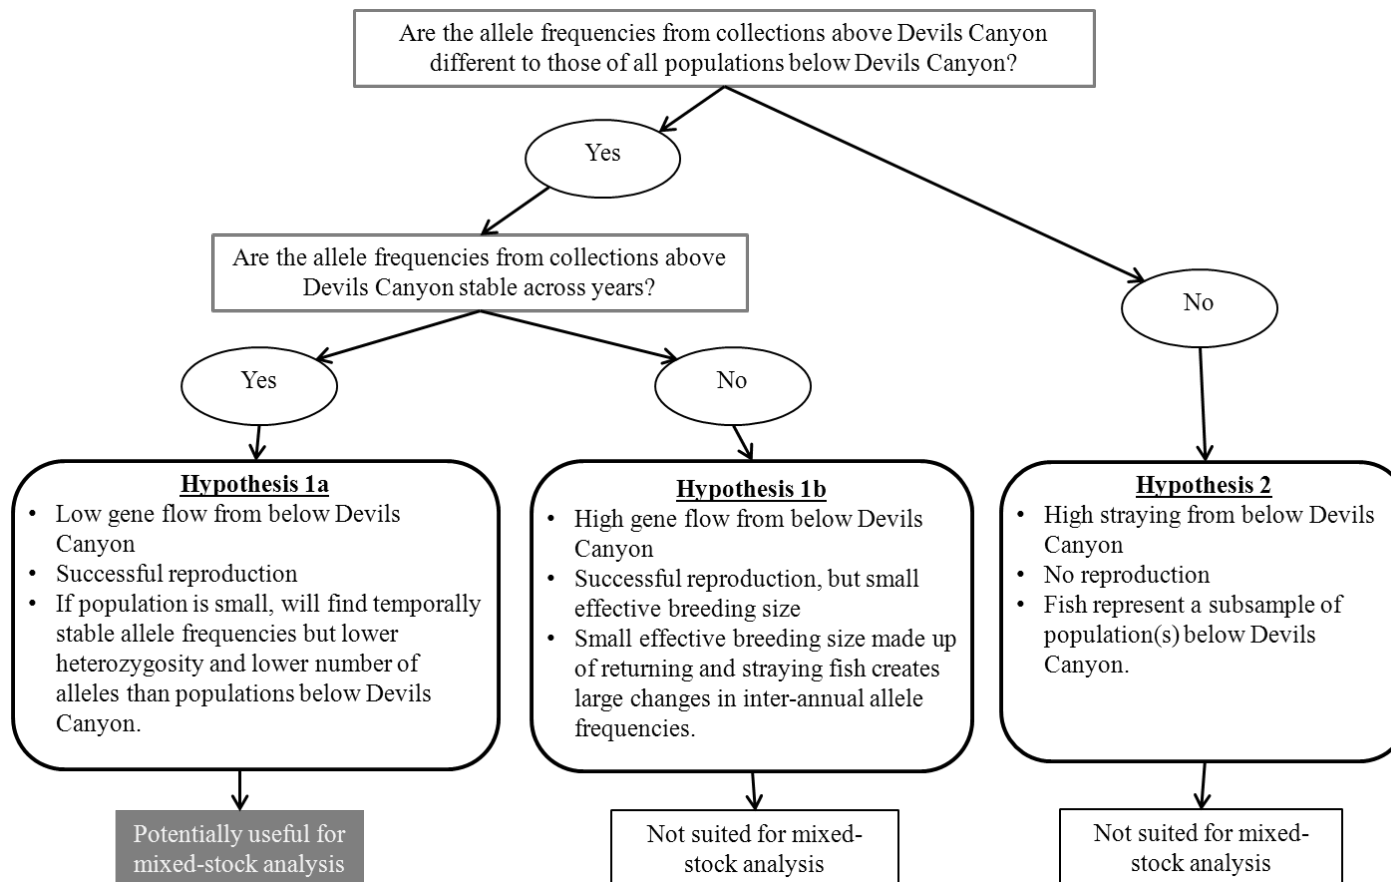 Are the allele frequencies from collections above Devils Canyon
different to those of all populations below Devils Canyon?
Yes
Are the allele frequencies from collections above
Devils Canyon stable across years?
No
Yes
No
Hypothesis 1a
• Low gene flow from below Devils
Canyon
• Successful reproduction
• If population is small, will find temporally
stable allele frequencies but lower
heterozygosity and lower number of
alleles than populations below Devils
Canyon.
Hypothesis 1b
• High gene flow from below Devils
Canyon
• Successful reproduction, but small
effective breeding size
• Small effective breeding size made up
of returning and straying fish creates
large changes in inter-annual allele
frequencies.
Hypothesis 2
• High straying from below Devils
Canyon
• No reproduction
• Fish represent a subsample of
population(s) below Devils
Canyon.
Potentially useful for
mixed-stock analysis
Not suited for mixed-
stock analysis
Not suited for mixed-
stock analysis